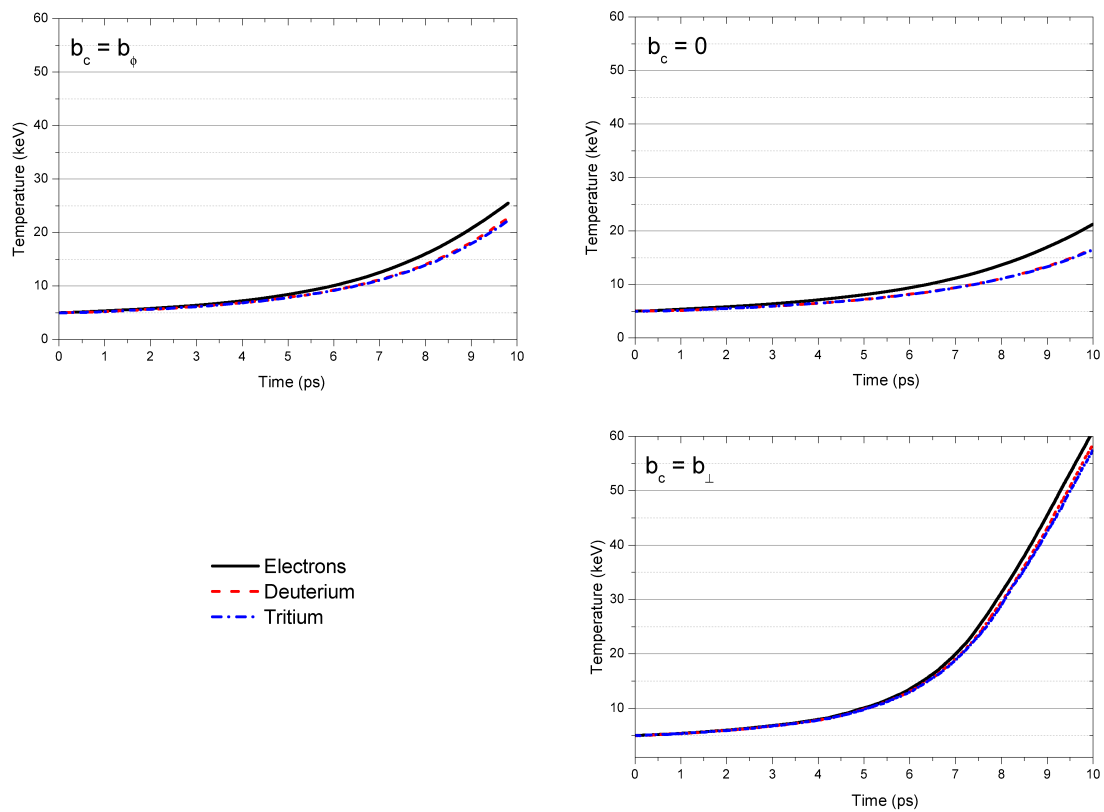 b_c = b_ϕ
Temperature (keV)
60
50
40
30
20
10
0
0 1 2 3 4 5 6 7 8 9 10
Time (ps)
b_c = 0
Temperature (keV)
60
50
40
30
20
10
0
0 1 2 3 4 5 6 7 8 9 10
Time (ps)
Electrons
Deuterium
Tritium
b_c = b_⊥
Temperature (keV)
60
50
40
30
20
10
0 1 2 3 4 5 6 7 8 9 10
Time (ps)